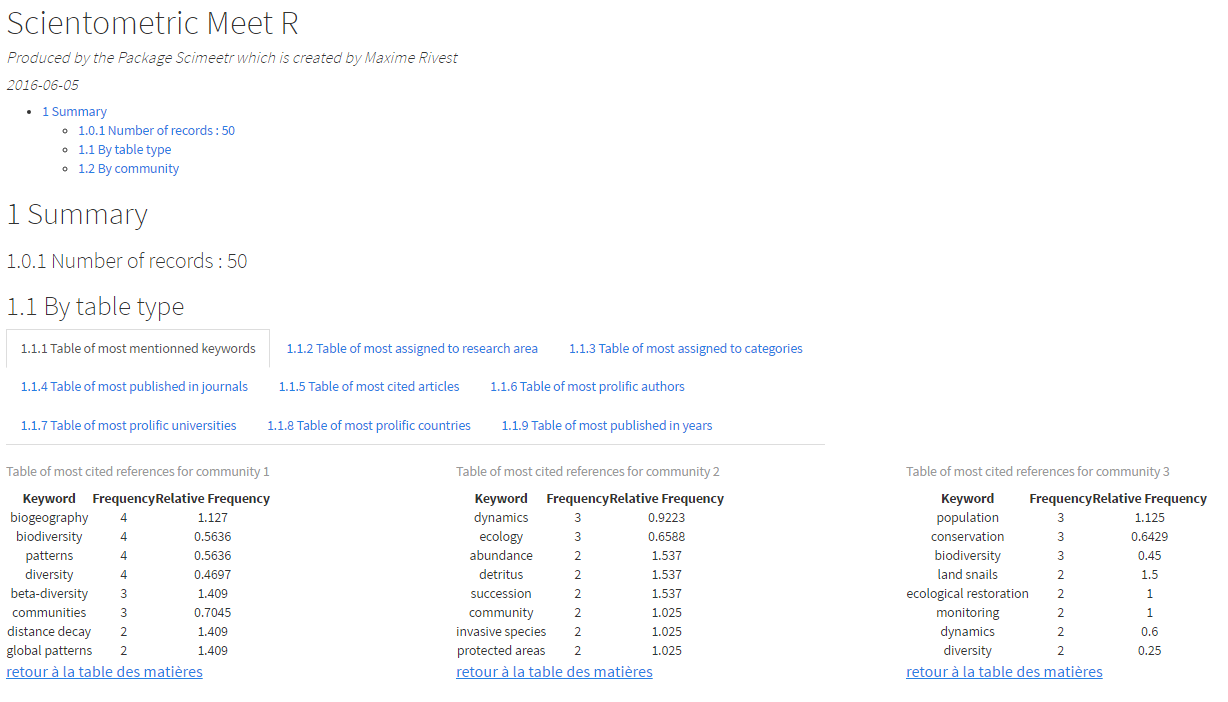 Scientometric Meet R
Produced by the Package Scimeetr which is created by Maxime Rivest
2016-06-05
1 Summary
1.0.1 Number of records : 50
1.1 By table type
1.2 By community
1 Summary
1.0.1 Number of records : 50
1.1 By table type
1.1.1 Table of most mentionned keywords 1.1.2 Table of most assigned to research area 1.1.3 Table of most assigned to categories
1.1.4 Table of most published in journals 1.1.5 Table of most cited articles 1.1.6 Table of most prolific authors
1.1.7 Table of most prolific universities 1.1.8 Table of most prolific countries 1.1.9 Table of most published in years
Table of most cited references for community 1
Keyword Frequency Relative Frequency
biogeography 4 1.127
biodiversity 4 0.5636
patterns 4 0.5636
diversity 4 0.4697
beta-diversity 3 1.409
communities 3 0.7045
distance decay 2 1.409
global patterns 2 1.409
retour à la table des matières
Table of most cited references for community 2
Keyword Frequency Relative Frequency
dynamics 3 0.9223
ecology 3 0.6588
abundance 2 1.537
detritus 2 1.537
succession 2 1.537
community 2 1.025
invasive species 2 1.025
protected areas 2 1.025
retour à la table des matières
Table of most cited references for community 3
Keyword Frequency Relative Frequency
population 3 1.125
conservation 3 0.6429
biodiversity 3 0.45
land snails 2 1.5
ecological restoration 2 1
monitoring 2 1
dynamics 2 0.6
diversity 2 0.25
retour à la table des matières